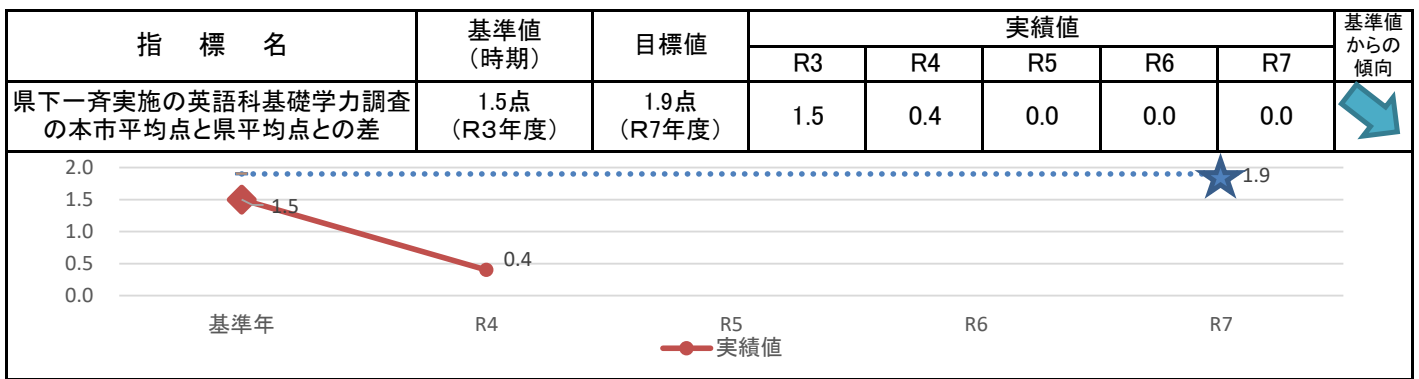 指 標 名
基準値
(時期)
目標値
実績値
基準値
からの
傾向
R3 R4 R5 R6 R7
県下一斉実施の英語科基礎学力調査
の本市平均点と県平均点との差
1.5点
(R3年度)
1.9点
(R7年度)
1.5 0.4 0.0 0.0 0.0
2.0
1.5
1.0
0.5
0.0
1.5
0.4
1.9
基準年 R4 R5 R6 R7
実績値